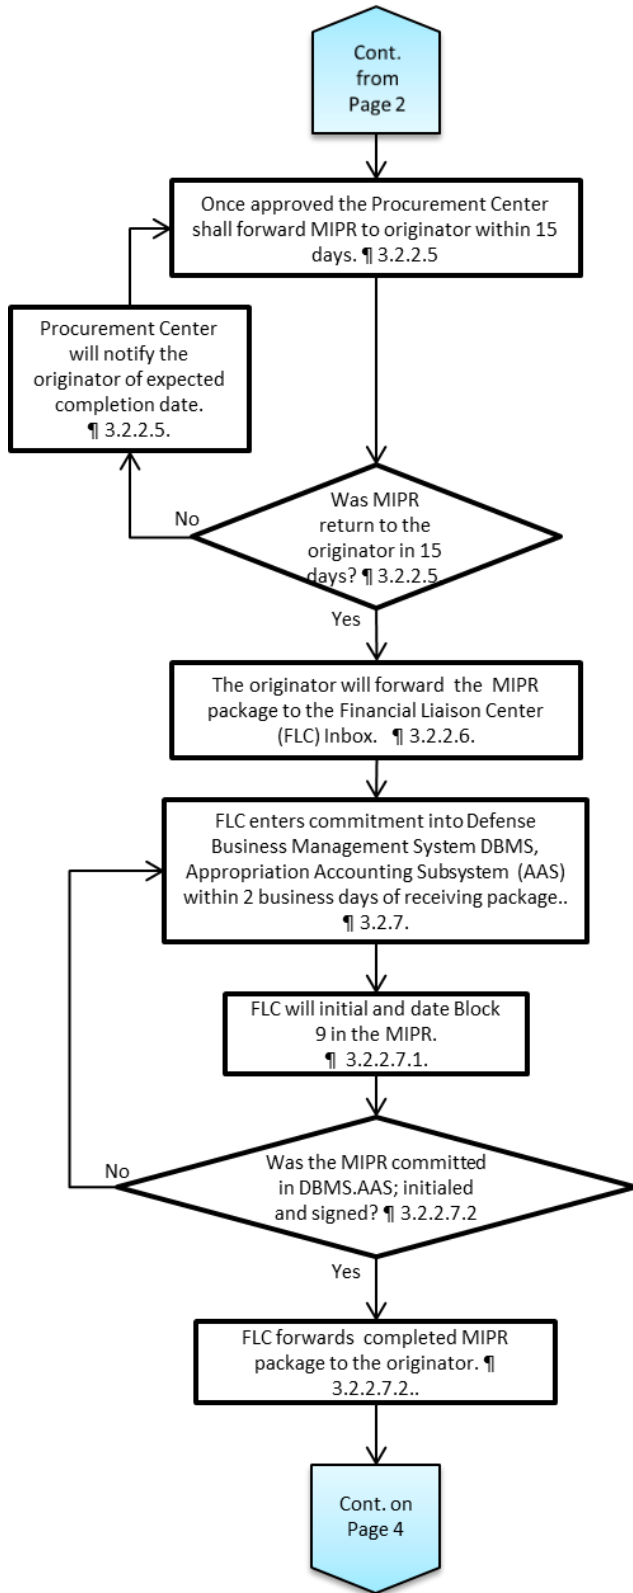 Cont.
from
Page 2
Once approved the Procurement Center
shall forward MIPR to originator within 15
days. ¶ 3.2.2.5
Procurement Center
will notify the
originator of expected
completion date.
¶ 3.2.2.5.
Was MIPR
return to the
originator in 15
days? ¶ 3.2.2.5
No
Yes
The originator will forward the MIPR
package to the Financial Liaison Center
(FLC) Inbox. ¶ 3.2.2.6.
FLC enters commitment into Defense
Business Management System DBMS,
Appropriation Accounting Subsystem (AAS)
within 2 business days of receiving package..
¶ 3.2.7.
FLC will initial and date Block
9 in the MIPR.
¶ 3.2.2.7.1.
Was the MIPR committed
in DBMS.AAS; initialed
and signed? ¶ 3.2.2.7.2
No
Yes
FLC forwards completed MIPR
package to the originator. ¶
3.2.2.7.2..
Cont. on
Page 4